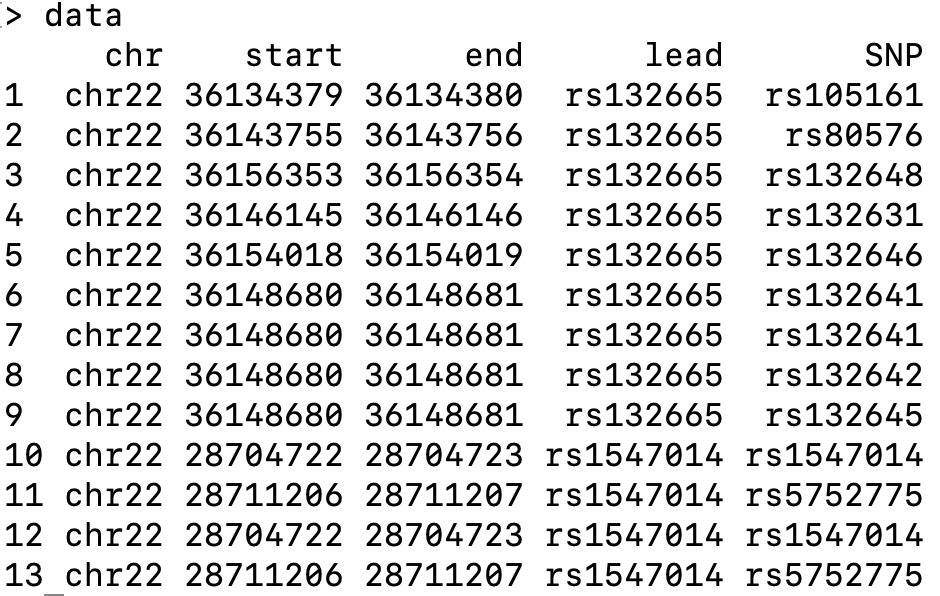 > data
chr start end lead SNP
1 chr22 36134379 36134380 rs132665 rs105161
2 chr22 36143755 36143756 rs132665 rs80576
3 chr22 36156353 36156354 rs132665 rs132648
4 chr22 36146145 36146146 rs132665 rs132631
5 chr22 36154018 36154019 rs132665 rs132646
6 chr22 36148680 36148681 rs132665 rs132641
7 chr22 36148680 36148681 rs132665 rs132641
8 chr22 36148680 36148681 rs132665 rs132642
9 chr22 36148680 36148681 rs132665 rs132645
10 chr22 28704722 28704723 rs1547014 rs1547014
11 chr22 28711206 28711207 rs1547014 rs5752775
12 chr22 28704722 28704723 rs1547014 rs1547014
13 chr22 28711206 28711207 rs1547014 rs5752775